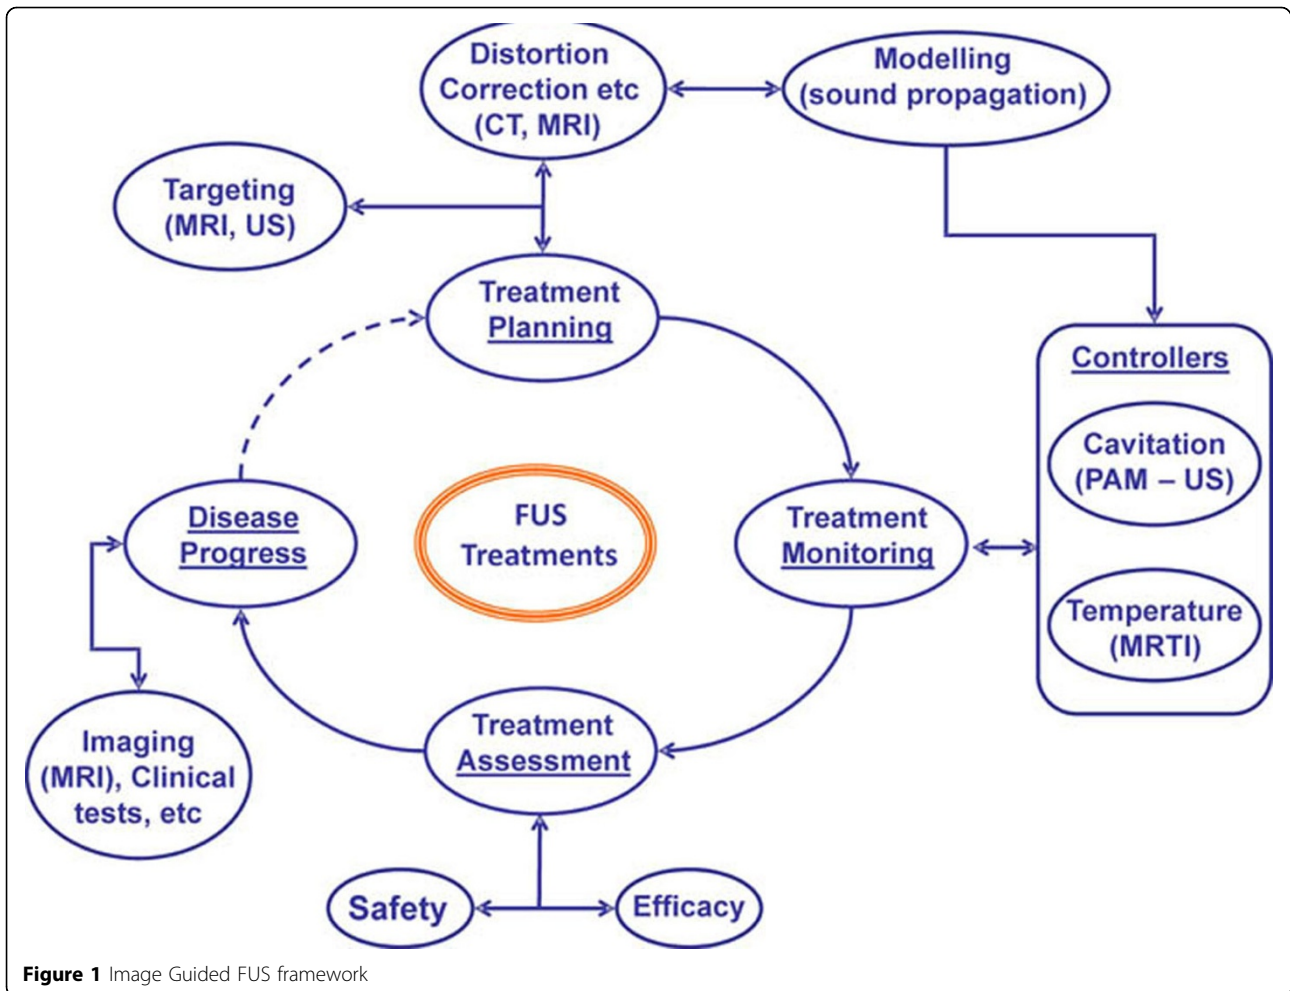 Distortion
Correction etc
(CT, MRI)
Modelling
(sound propagation)
Targeting
(MRI, US)
Treatment
Planning
Controllers
Cavitation
(PAM – US)
Temperature
(MRTI)
Disease
Progress
FUS
Treatments
Treatment
Monitoring
Imaging
(MRI), Clinical
tests, etc
Treatment
Assessment
Safety
Efficacy
Figure 1 Image Guided FUS framework